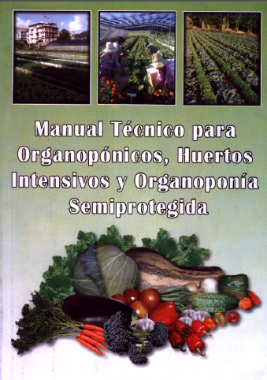 Manual Técnico para
Organopónicos, Huertos
Intensivos y Organoponía
Semiprotegida